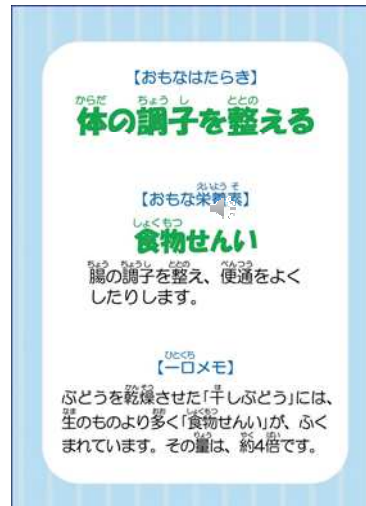 【おもなはたらき】
体の調子を整える
【おもな栄養素】
食物せんい
腸の調子を整え、便通をよく
したりします。
【一口メモ】
ぶどうを乾燥させた「干しぶどう」には、
生のものより多く「食物せんい」が、ふく
まれています。その量は、約4倍です。